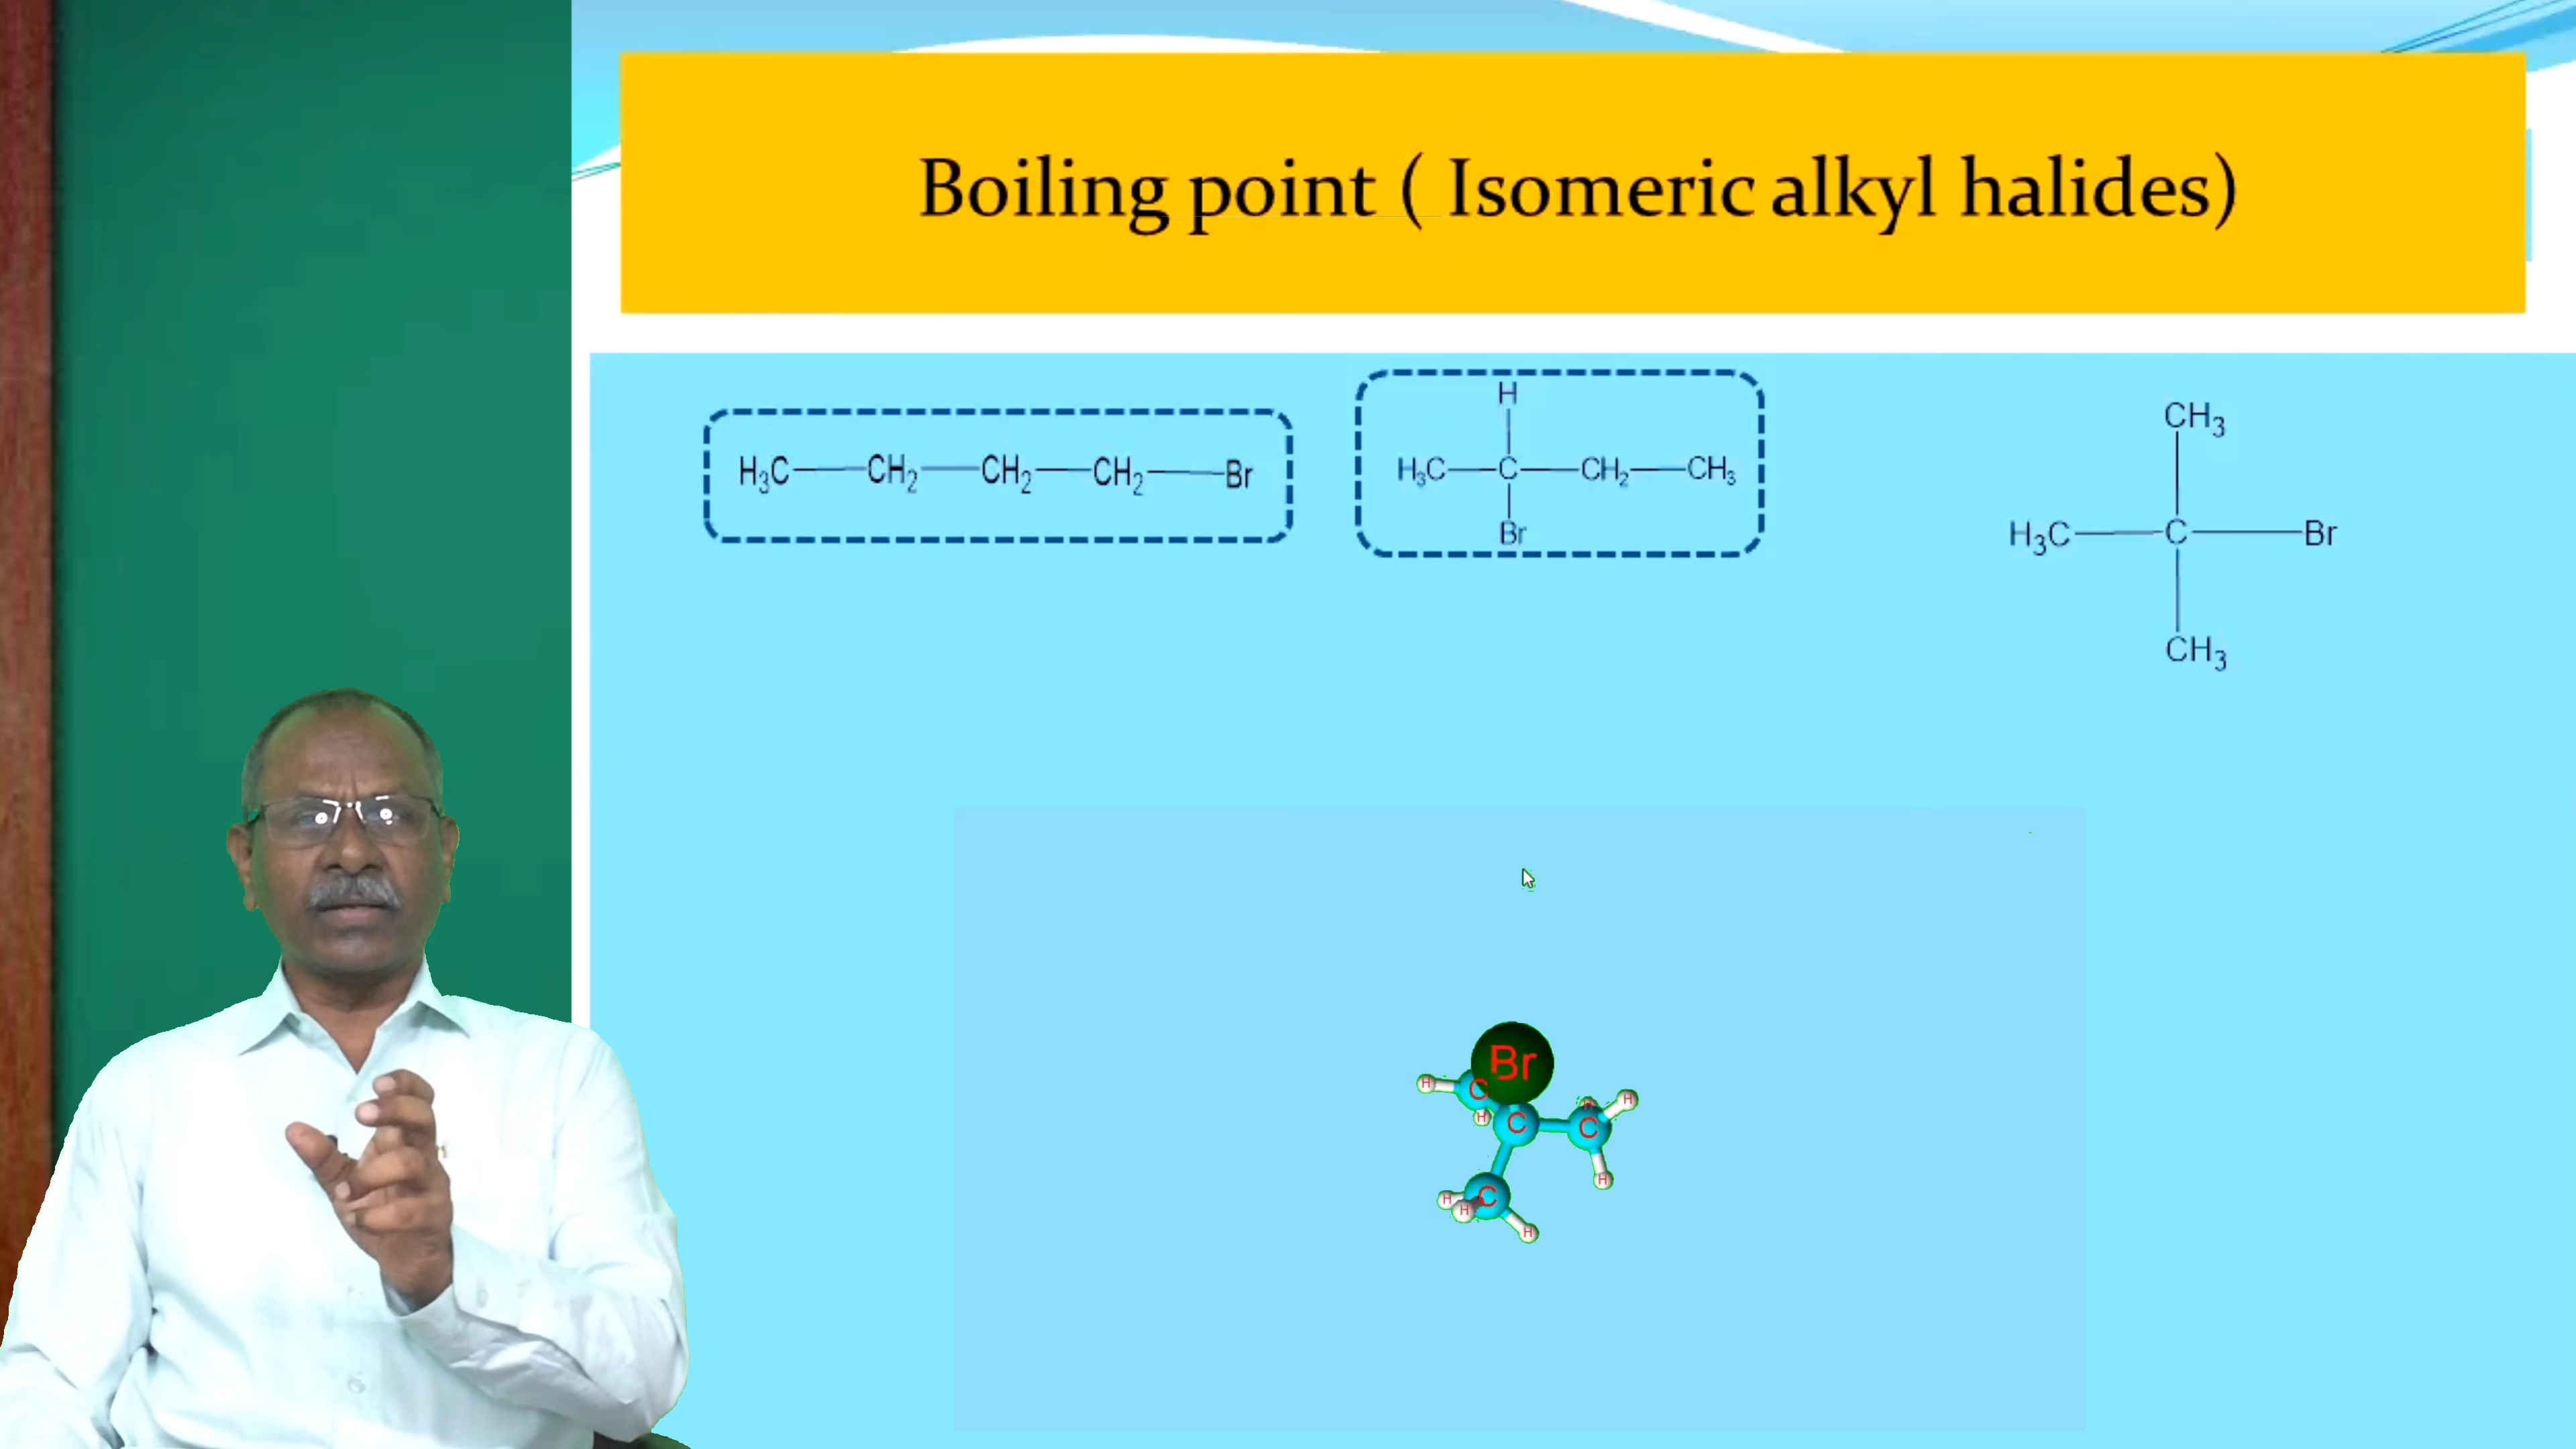 Boiling point ( Isomeric alkyl halides)
H₃C—CH₂—CH₂—CH₂—Br
H
H₃C—C—CH₂—CH₃
Br
CH₃
H₃C—C—Br
CH₃
Br
H C
H C H C H
H
H C
H
H